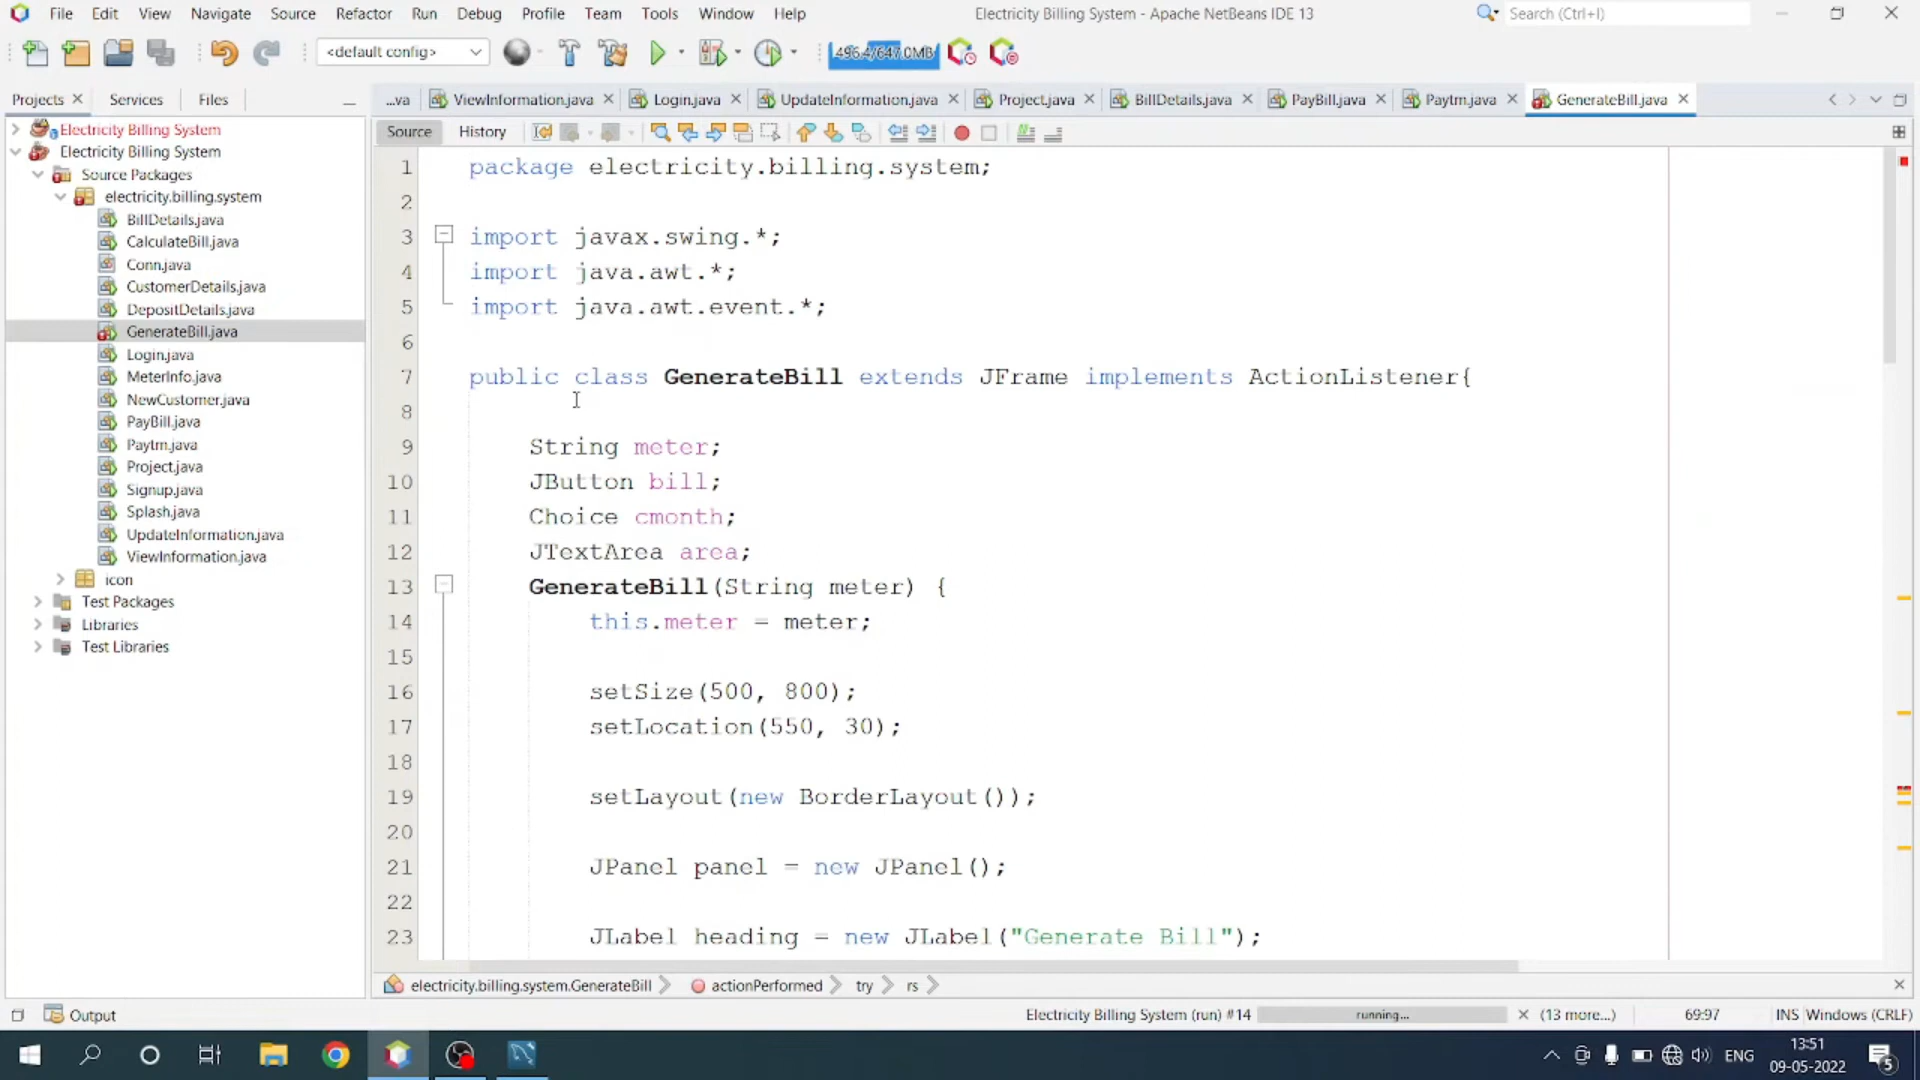 File Edit View Navigate Source Refactor Run Debug Profile Team Tools Window Help
Electricity Billing System - Apache NetBeans IDE 13
Search (Ctrl+I)
<default config>
496.4/647.0MB
Projects
Services
Files
...va
ViewInformation.java
Login.java
UpdateInformation.java
Project.java
BillDetails.java
PayBill.java
Paytm.java
GenerateBill.java
Source
History
Electricity Billing System
Electricity Billing System
Source Packages
electricity.billing.system
BillDetails.java
CalculateBill.java
Conn.java
CustomerDetails.java
DepositDetails.java
GenerateBill.java
Login.java
MeterInfo.java
NewCustomer.java
PayBill.java
Paytm.java
Project.java
Signup.java
Splash.java
UpdateInformation.java
ViewInformation.java
icon
Test Packages
Libraries
Test Libraries
1 package electricity.billing.system;
2
3 import javax.swing.*;
4 import java.awt.*;
5 import java.awt.event.*;
6
7 public class GenerateBill extends JFrame implements ActionListener{
8
9 String meter;
10 JButton bill;
11 Choice cmonth;
12 JTextArea area;
13 GenerateBill(String meter) {
14 this.meter = meter;
15
16 setSize(500, 800);
17 setLocation(550, 30);
18
19 setLayout(new BorderLayout());
20
21 JPanel panel = new JPanel();
22
23 JLabel heading = new JLabel("Generate Bill");
electricity.billing.system.GenerateBill
actionPerformed
try
rs
Output
Electricity Billing System (run) #14
running...
(13 more...)
69:97
INS
Windows (CRLF)
ENG
13:51
09-05-2022
5